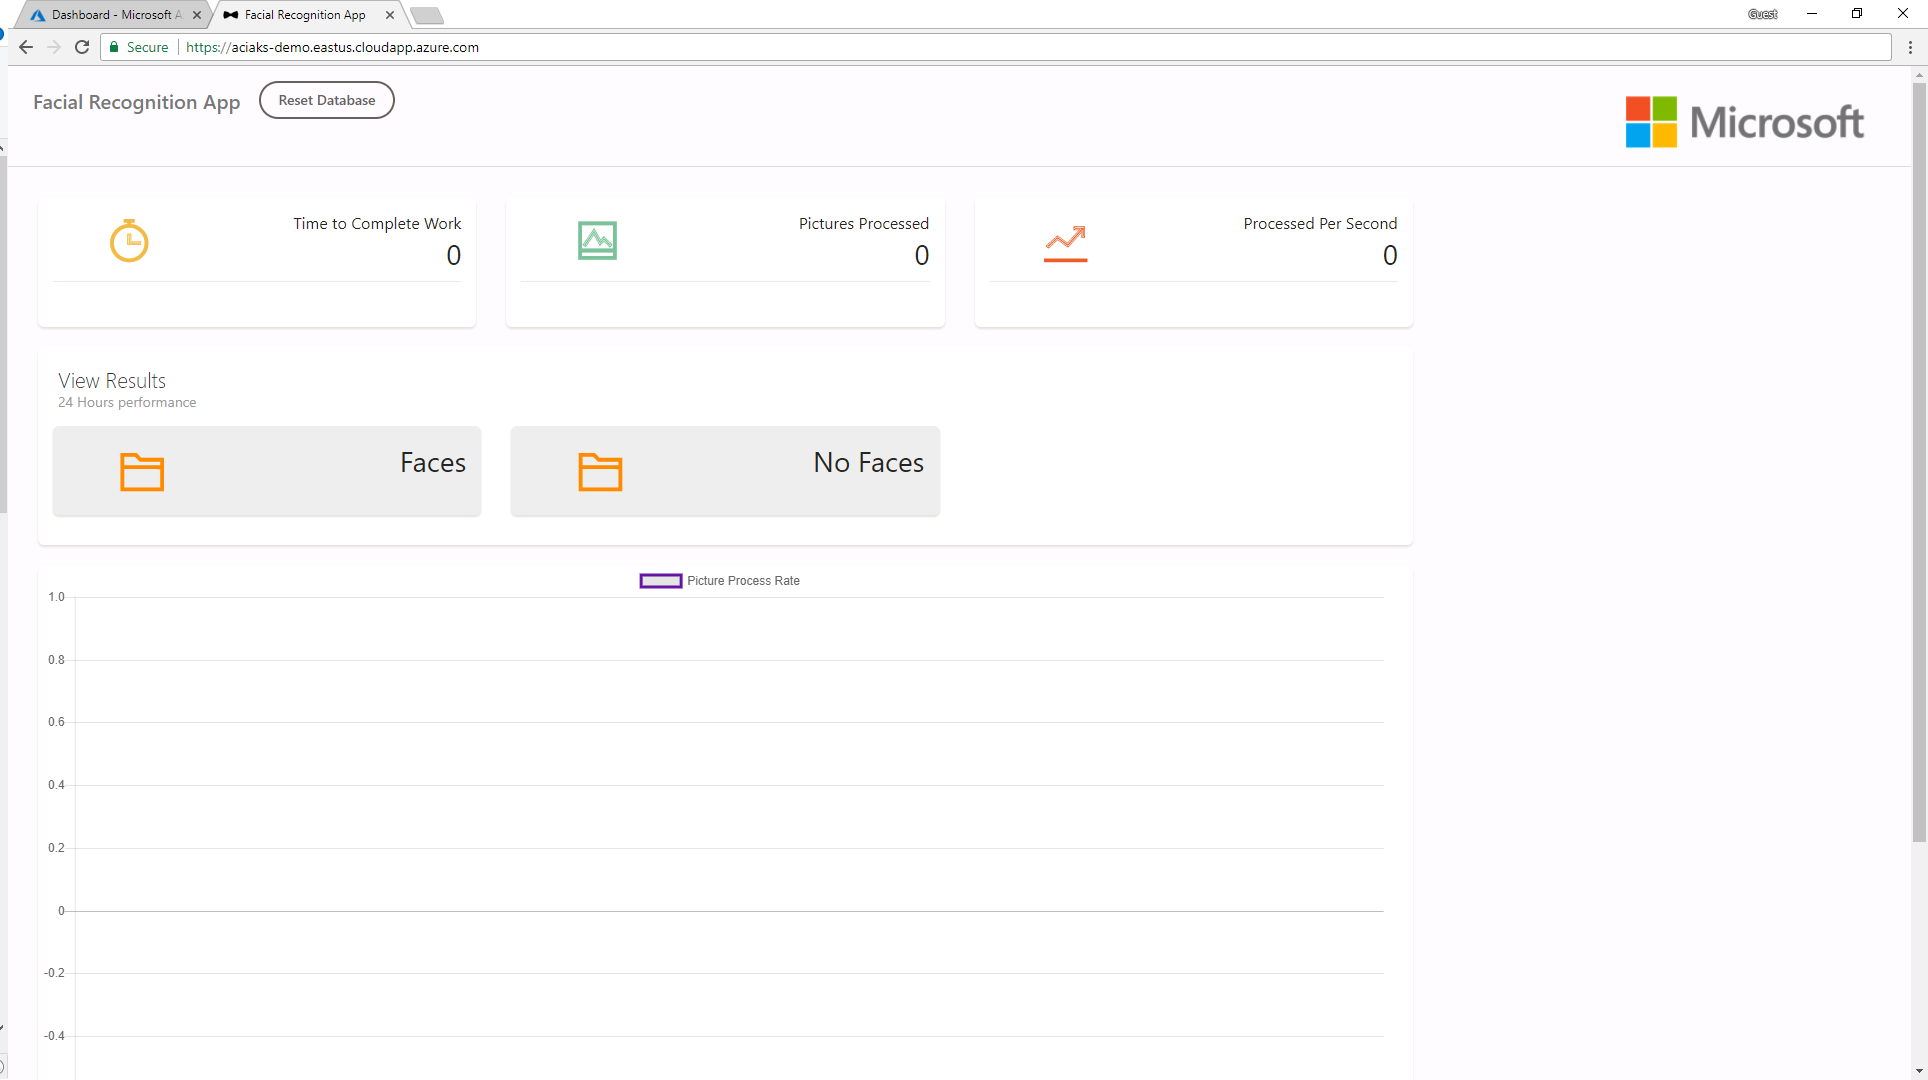 Dashboard - Microsoft A
Facial Recognition App
Guest
Secure
https://aciaks-demo.eastus.cloudapp.azure.com
Facial Recognition App
Reset Database
Microsoft
Time to Complete Work
0
Pictures Processed
0
Processed Per Second
0
View Results
24 Hours performance
Faces
No Faces
Picture Process Rate
1.0
0.8
0.6
0.4
0.2
0
-0.2
-0.4